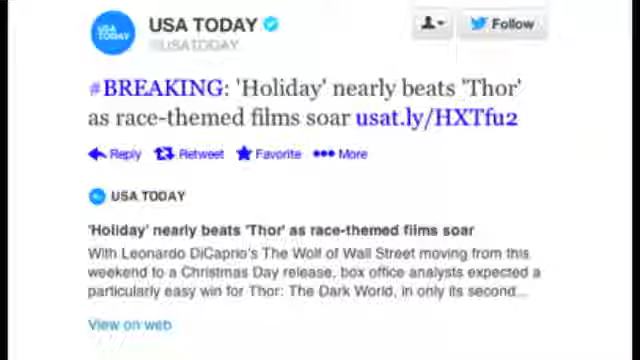 USA TODAY
USA TODAY
@USATODAY
Follow
#BREAKING: 'Holiday' nearly beats 'Thor'
as race-themed films soar usat.ly/HXTfu2
Reply Retweet Favorite More
USA TODAY
'Holiday' nearly beats 'Thor' as race-themed films soar
With Leonardo DiCaprio's The Wolf of Wall Street moving from this
weekend to a Christmas Day release, box office analysts expected a
particularly easy win for Thor: The Dark World, in only its second...
View on web